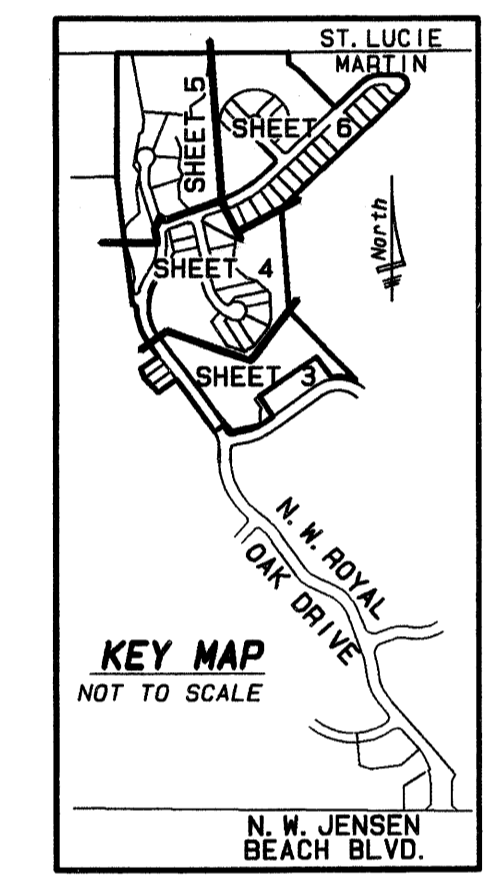 ST. LUCIE
MARTIN
SHEET 5
SHEET 6
North
SHEET 4
SHEET 3
N. W. ROYAL
OAK DRIVE
KEY MAP
NOT TO SCALE
N. W. JENSEN
BEACH BLVD.